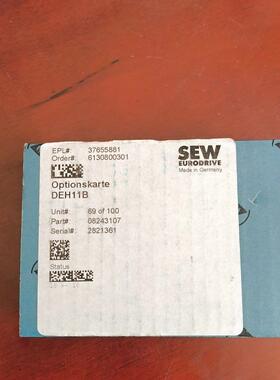 EPL#: 37655881
Order#: 6130800301
SEW
EURODRIVE
Made in Germany
Optionskarte
DEH11B
Unit#: 69 of 100
Part#: 08243107
Serial#: 2821361
Status